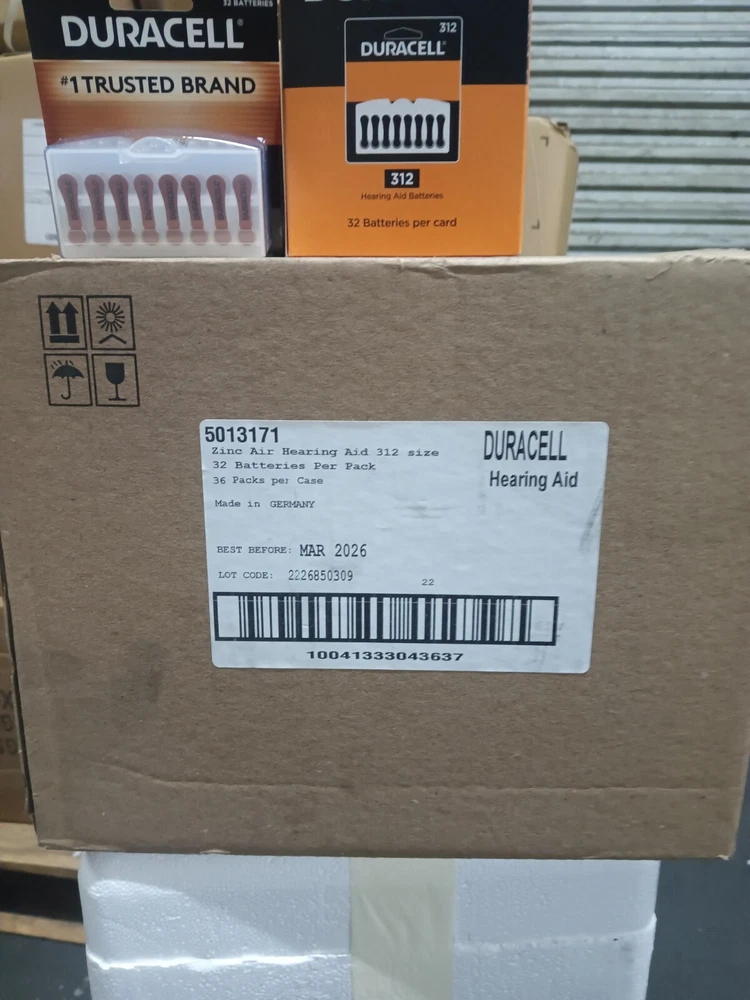 32 BATTERIES
DURACELL®
#1 TRUSTED BRAND
312
DURACELL®
312
Hearing Aid Batteries
32 Batteries per card
5013171
Zinc Air Hearing Aid 312 size
32 Batteries Per Pack
36 Packs per Case
Made in GERMANY
DURACELL
Hearing Aid
BEST BEFORE: MAR 2026
LOT CODE: 2226850309
22
10041333043637